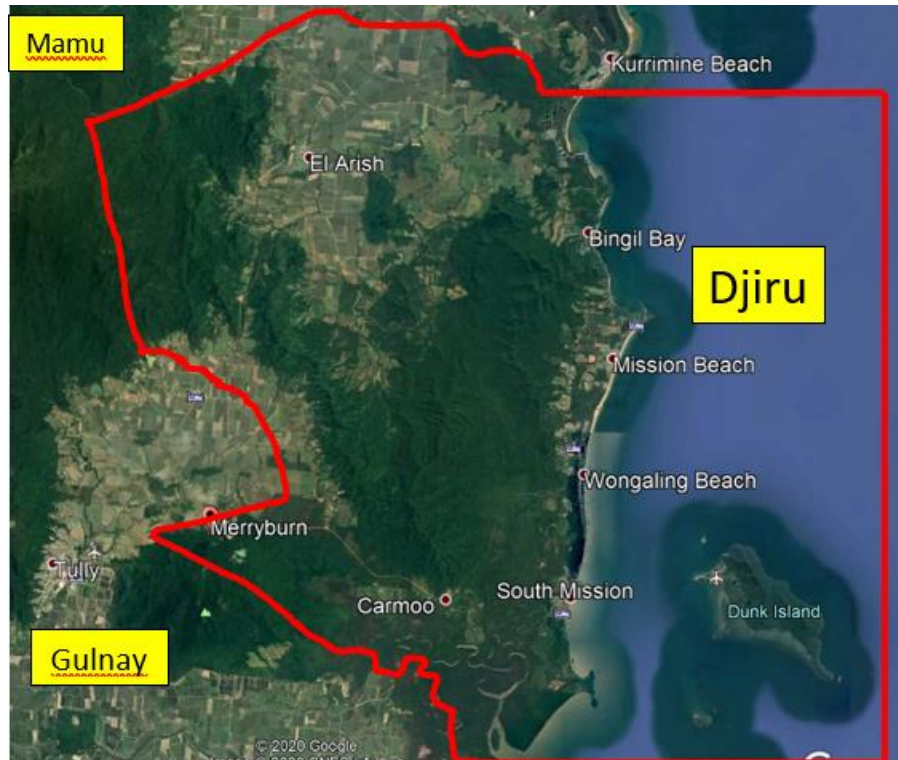 Mamu
Kurrimine Beach
El Arish
Bingil Bay
Djiru
Mission Beach
Wongaling Beach
Merryburn
Tully
Carmoo
South Mission
Dunk Island
Gulnay
© 2020 Google